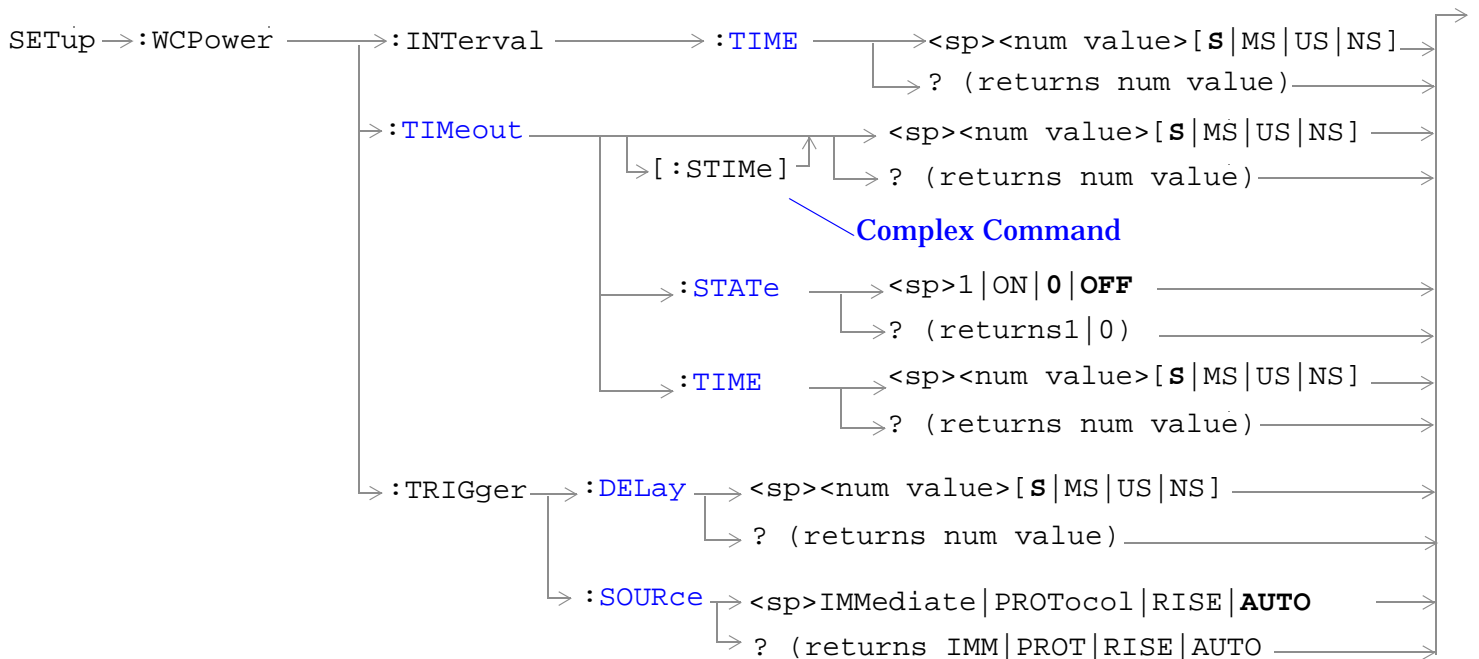 SETup :WCPower :INTerval :TIME <sp><num value>[S|MS|US|NS]
? (returns num value)
:TIMeout <sp><num value>[S|MS|US|NS]
[:STIMe] ? (returns num value)
Complex Command
:STATe <sp>1|ON|0|OFF
? (returns1|0)
:TIME <sp><num value>[S|MS|US|NS]
? (returns num value)
:TRIGger :DELay <sp><num value>[S|MS|US|NS]
? (returns num value)
:SOURce <sp>IMMediate|PROTocol|RISE|AUTO
? (returns IMM|PROT|RISE|AUTO